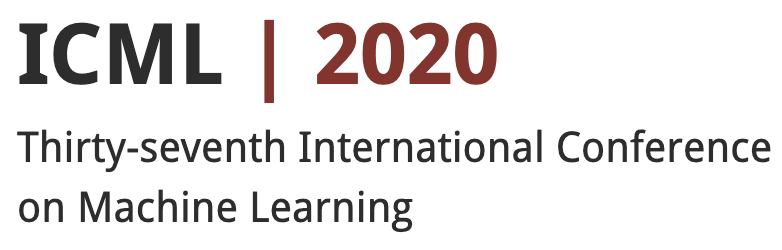 ICML | 2020
Thirty-seventh International Conference
on Machine Learning